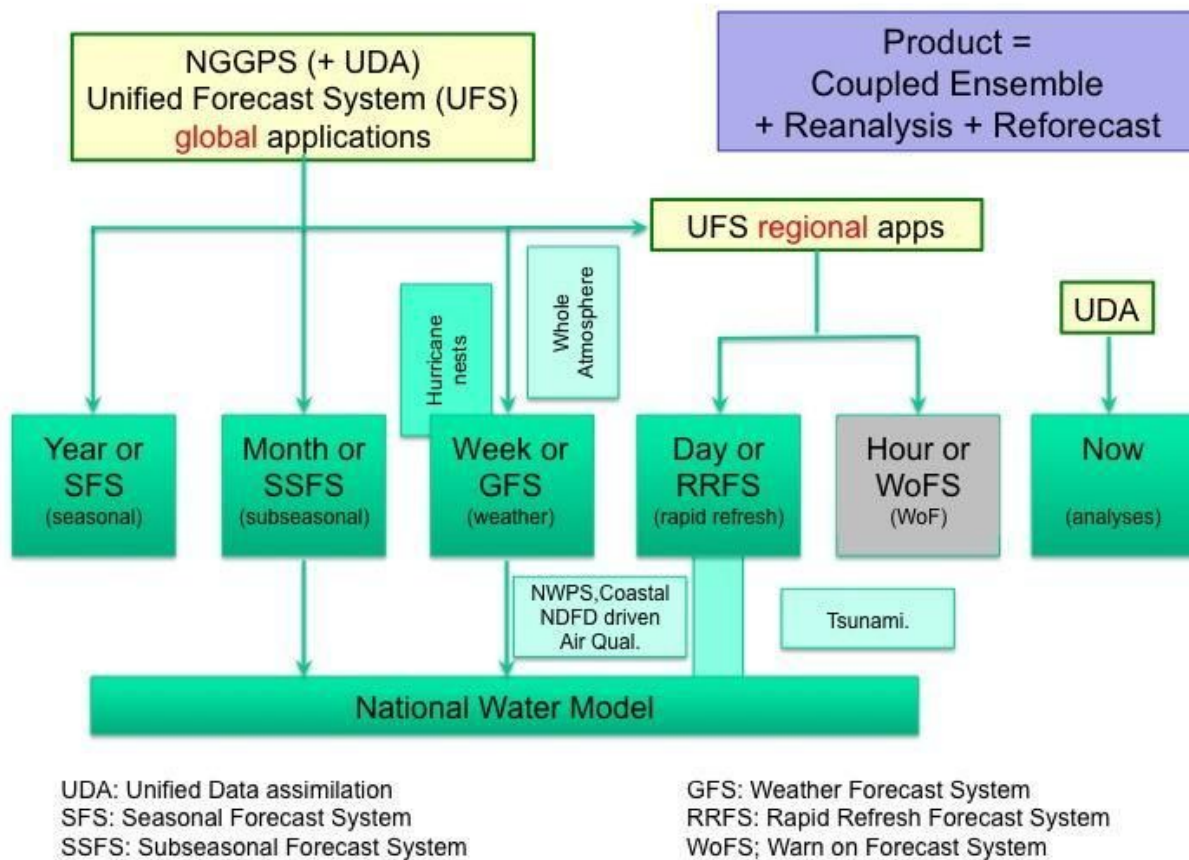 NGGPS (+ UDA)
Unified Forecast System (UFS)
global applications
Product =
Coupled Ensemble
+ Reanalysis + Reforecast
UFS regional apps
UDA
Hurricane
nests
Whole
Atmosphere
Year or
SFS
(seasonal)
Month or
SSFS
(subseasonal)
Week or
GFS
(weather)
Day or
RRFS
(rapid refresh)
Hour or
WoFS
(WoF)
Now
(analyses)
NWPS,Coastal
NDFD driven
Air Qual.
Tsunami.
National Water Model
UDA: Unified Data assimilation
SFS: Seasonal Forecast System
SSFS: Subseasonal Forecast System
GFS: Weather Forecast System
RRFS: Rapid Refresh Forecast System
WoFS; Warn on Forecast System